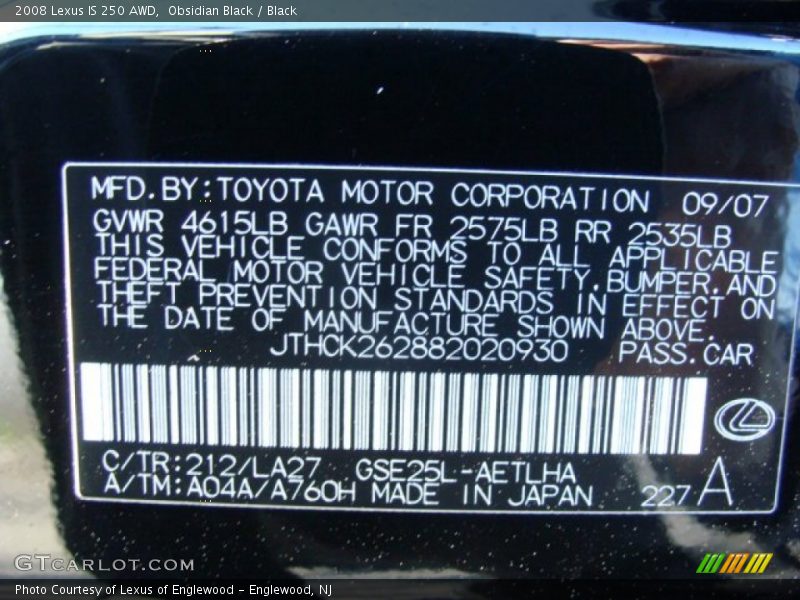 2008 Lexus IS 250 AWD,  Obsidian Black / Black
MFD.BY:TOYOTA MOTOR CORPORATION 09/07
GVWR 4615LB GAWR FR 2575LB RR 2535LB
THIS VEHICLE CONFORMS TO ALL APPLICABLE
FEDERAL MOTOR VEHICLE SAFETY,BUMPER,AND
THEFT PREVENTION STANDARDS IN EFFECT ON
THE DATE OF MANUFACTURE SHOWN ABOVE.
JTHCK262882020930 PASS.CAR
C/TR:212/LA27 GSE25L-AETLHA
A/TM:A04A/A760H MADE IN JAPAN 227 A
GTCARLOT.COM
Photo Courtesy of Lexus of Englewood - Englewood, NJ